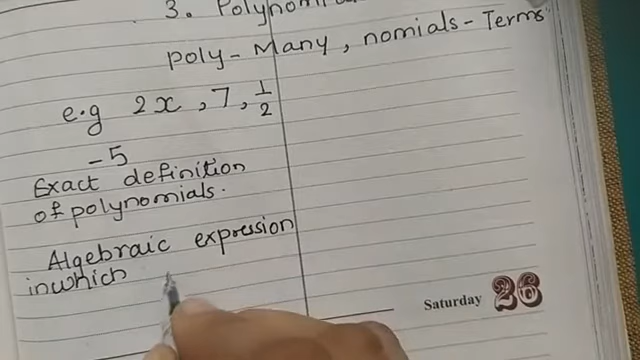 3. Polynomi
poly - Many, nomials - Terms
e.g 2x, 7, 1/2
-5
Exact definition
of polynomials.
Algebraic expression
inwhich
Saturday 26